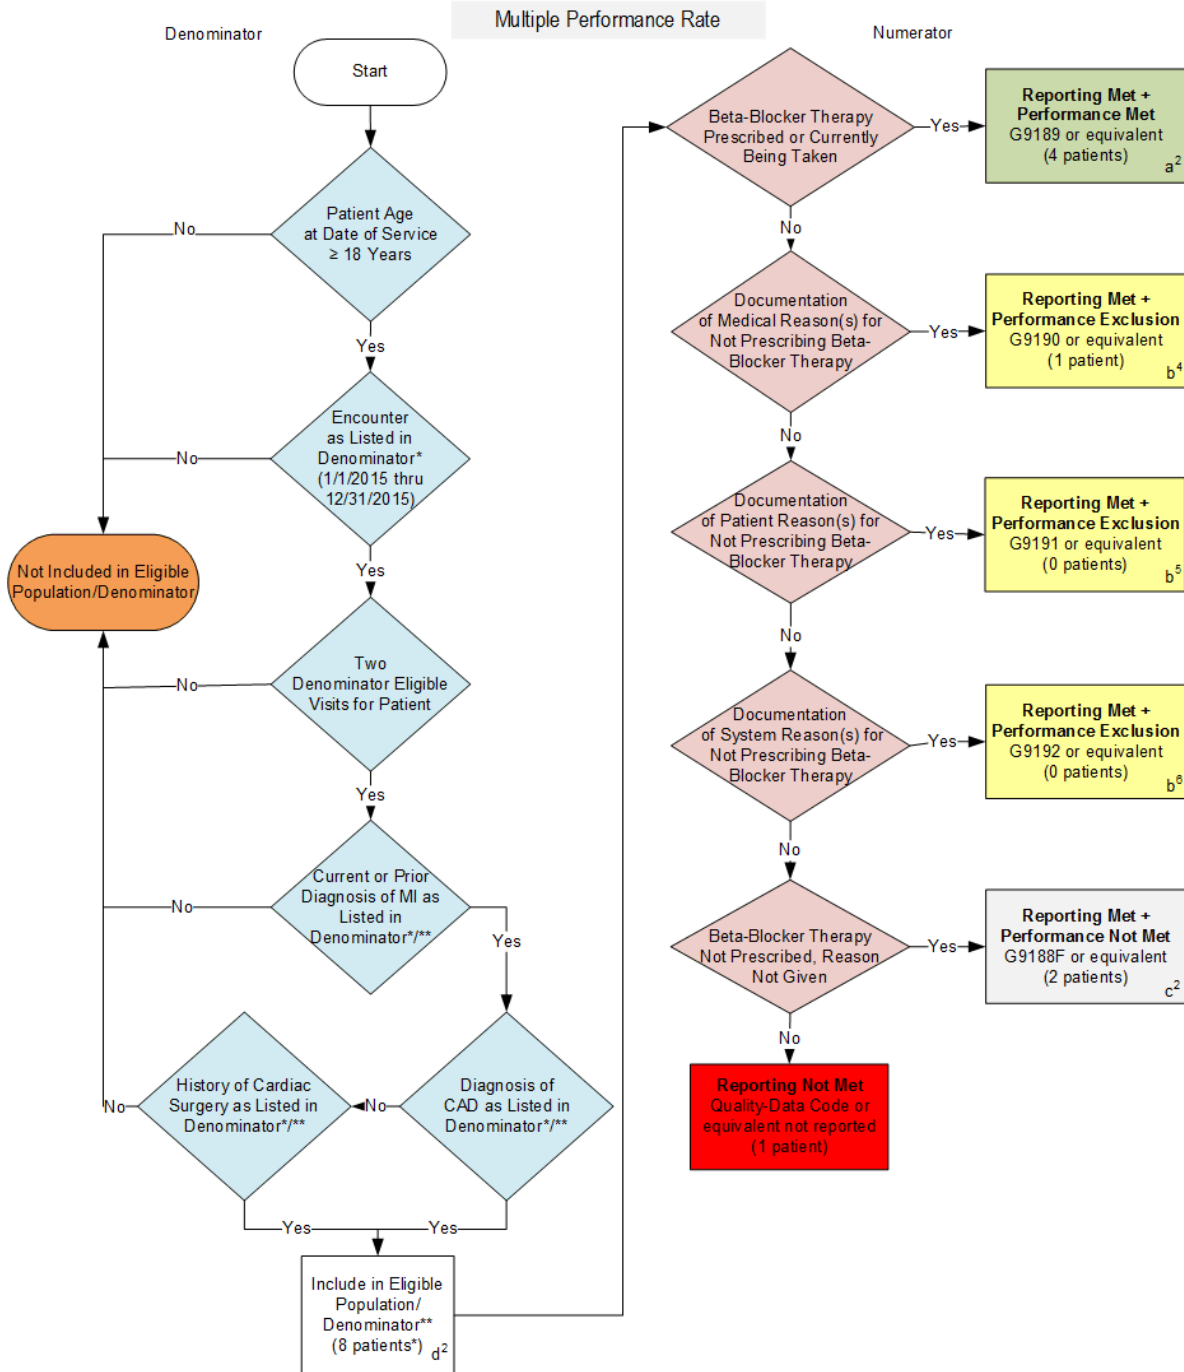 Multiple Performance Rate
Denominator
Numerator
Start
Patient Age
at Date of Service
≥ 18 Years
No
Yes
Encounter
as Listed in
Denominator*
(1/1/2015 thru
12/31/2015)
No
Yes
Not Included in Eligible
Population/Denominator
Two
Denominator Eligible
Visits for Patient
No
Yes
Current or Prior
Diagnosis of MI as
Listed in
Denominator*/**
No
Yes
Diagnosis of
CAD as Listed in
Denominator*/**
No
Yes
History of Cardiac
Surgery as Listed in
Denominator*/**
No
Yes
Include in Eligible
Population/
Denominator**
(8 patients*)
d²
Beta-Blocker Therapy
Prescribed or Currently
Being Taken
Yes
Reporting Met +
Performance Met
G9189 or equivalent
(4 patients)
a²
No
Documentation
of Medical Reason(s) for
Not Prescribing Beta-
Blocker Therapy
Yes
Reporting Met +
Performance Exclusion
G9190 or equivalent
(1 patient)
b⁴
No
Documentation
of Patient Reason(s) for
Not Prescribing Beta-
Blocker Therapy
Yes
Reporting Met +
Performance Exclusion
G9191 or equivalent
(0 patients)
b⁵
No
Documentation
of System Reason(s) for
Not Prescribing Beta-
Blocker Therapy
Yes
Reporting Met +
Performance Exclusion
G9192 or equivalent
(0 patients)
b⁶
No
Beta-Blocker Therapy
Not Prescribed, Reason
Not Given
Yes
Reporting Met +
Performance Not Met
G9188F or equivalent
(2 patients)
c²
No
Reporting Not Met
Quality-Data Code or
equivalent not reported
(1 patient)